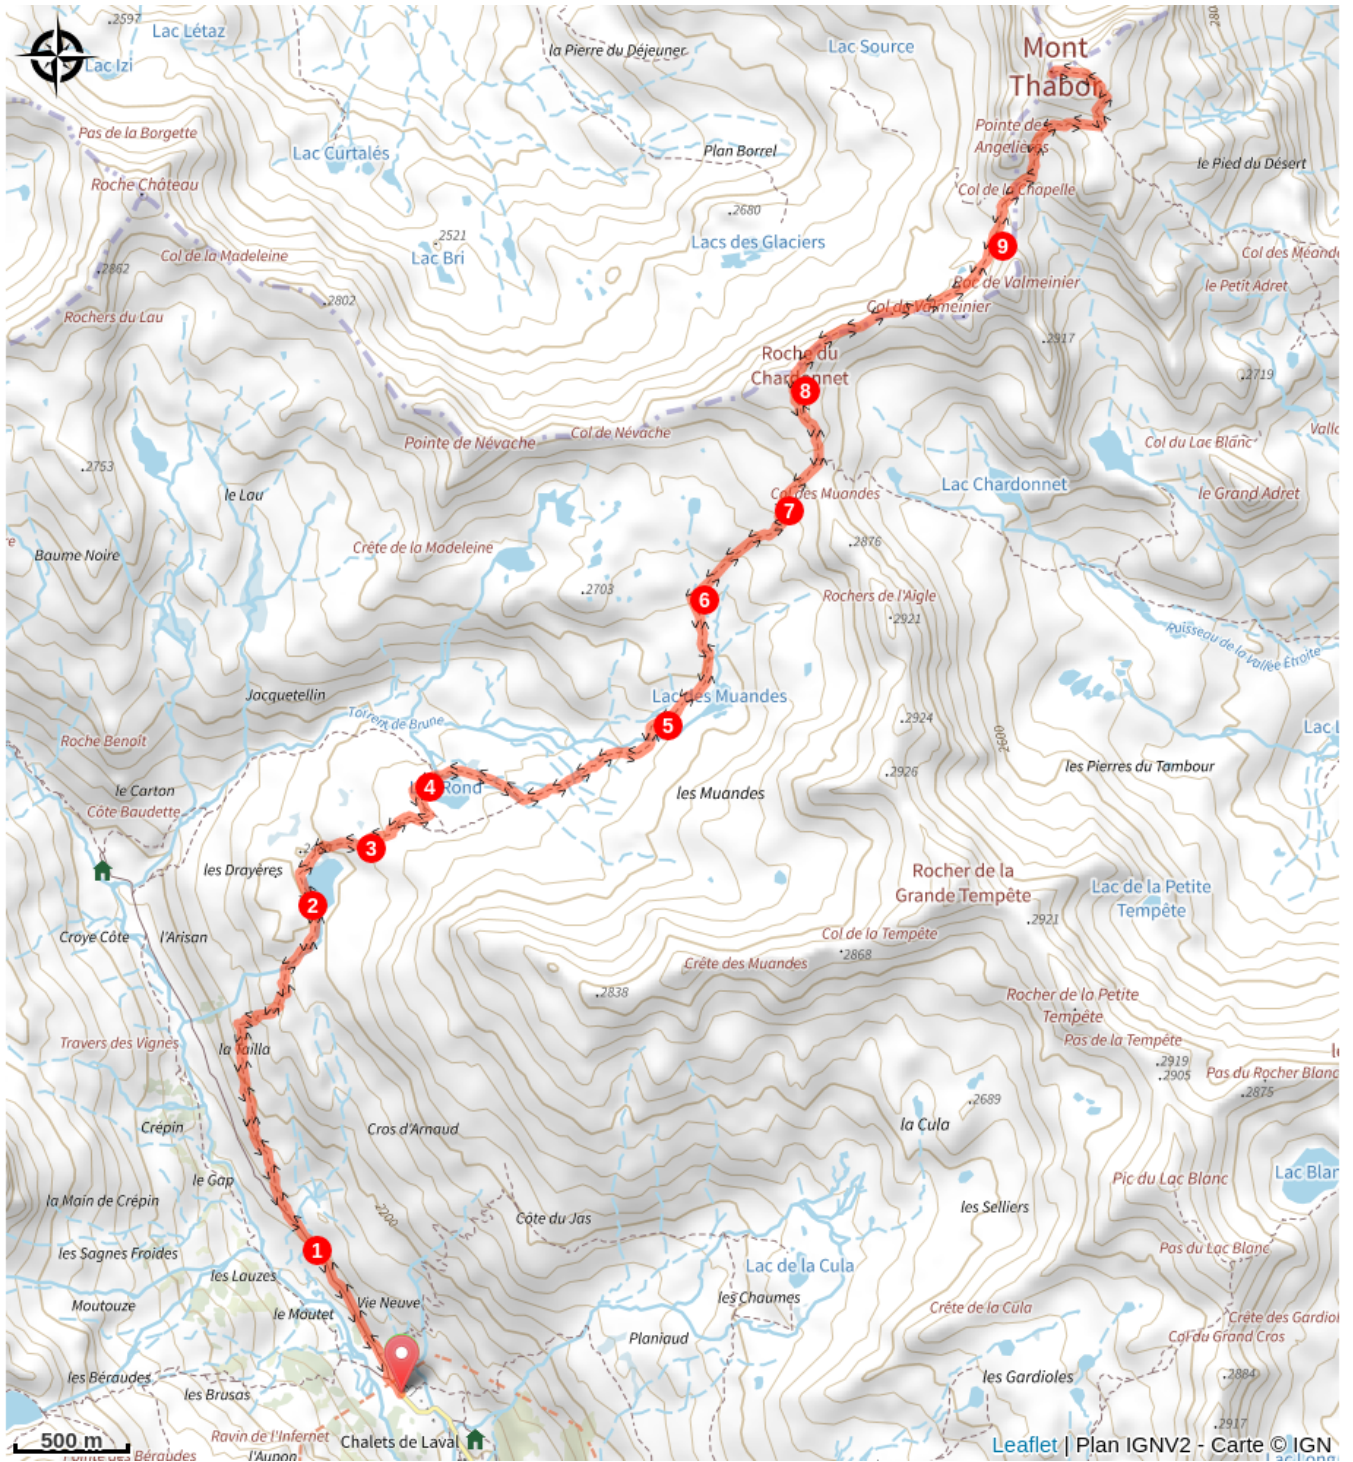 2597
Lac Létaz
la Pierre du Déjeuner
Lac Source
Mont
Thabor
Lac Izi
Pas de la Borgette
Lac Curtalés
Plan Borrel
Pointe des
Angelières
le Pied du Désert
Roche Château
Col de la Chapelle
2680
2521
Lac Bri
Lacs des Glaciers
9
Col des Méande
Col de la Madeleine
2862
Roc de Valmeinier
le Petit Adret
2802
Col de Valmeinier
Rochers du Lau
2917
Roche du
Chardonnet
8
2719
Pointe de Névache
Col de Névache
Col du Lac Blanc
2753
le Lau
Lac Chardonnet
Col des Muandes
le Grand Adret
7
Baume Noire
Crête de la Madeleine
2876
2703
Rochers de l'Aigle
6
2921
Ruisseau de la Vallée Étroite
Jacquetellin
Lac des Muandes
Torrent de Brune
5
2924
2600
Roche Benoit
2926
les Pierres du Tambour
le Carton
4
Rond
les Muandes
Côte Baudette
3
les Drayères
Rocher de la
Grande Tempête
Lac de la Petite
Tempête
2
2921
Croye Côte
l'Arisan
Col de la Tempête
2868
Crête des Muandes
2838
Rocher de la Petite
Tempête
Travers des Vignes
la Tailla
Pas de la Tempête
2919
2905
Pas du Rocher Blanc
2875
2689
Crépin
Cros d'Arnaud
la Cula
le Gap
Pic du Lac Blanc
Lac Blan
la Main de Crépin
2200
Côte du Jas
les Selliers
les Sagnes Froides
1
Pas du Lac Blanc
les Lauzes
Lac de la Cula
Moutouze
le Moutet
Vie Neuve
les Chaumes
Crête de la Cula
Crête des Gardiol
Planiaud
Col du Grand Cros
les Béraudes
les Brusas
les Gardioles
2884
2917
500 m
Ravin de l'Infernet
Chalets de Laval
Leaflet | Plan IGNV2 - Carte © IGN
l'Aupon